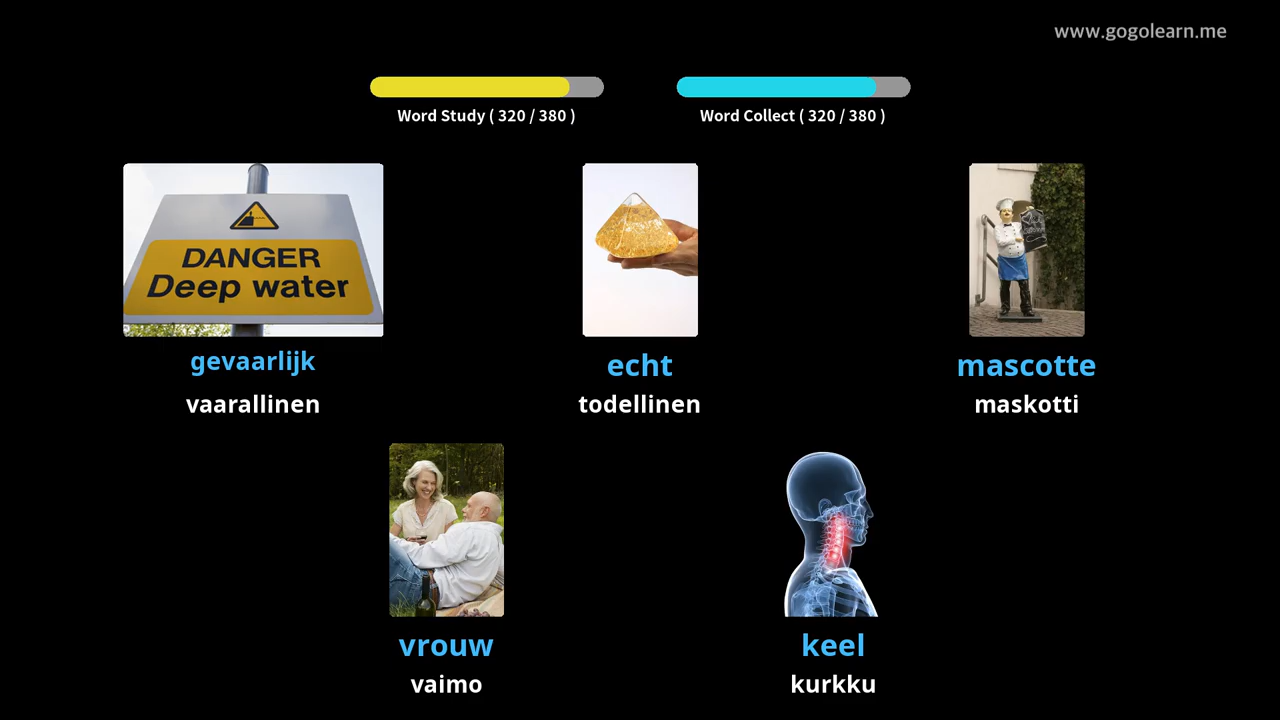 www.gogolearn.me
Word Study ( 320 / 380 )
Word Collect ( 320 / 380 )
DANGER
Deep water
gevaarlijk
vaarallinen
echt
todellinen
mascotte
maskotti
vrouw
vaimo
keel
kurkku